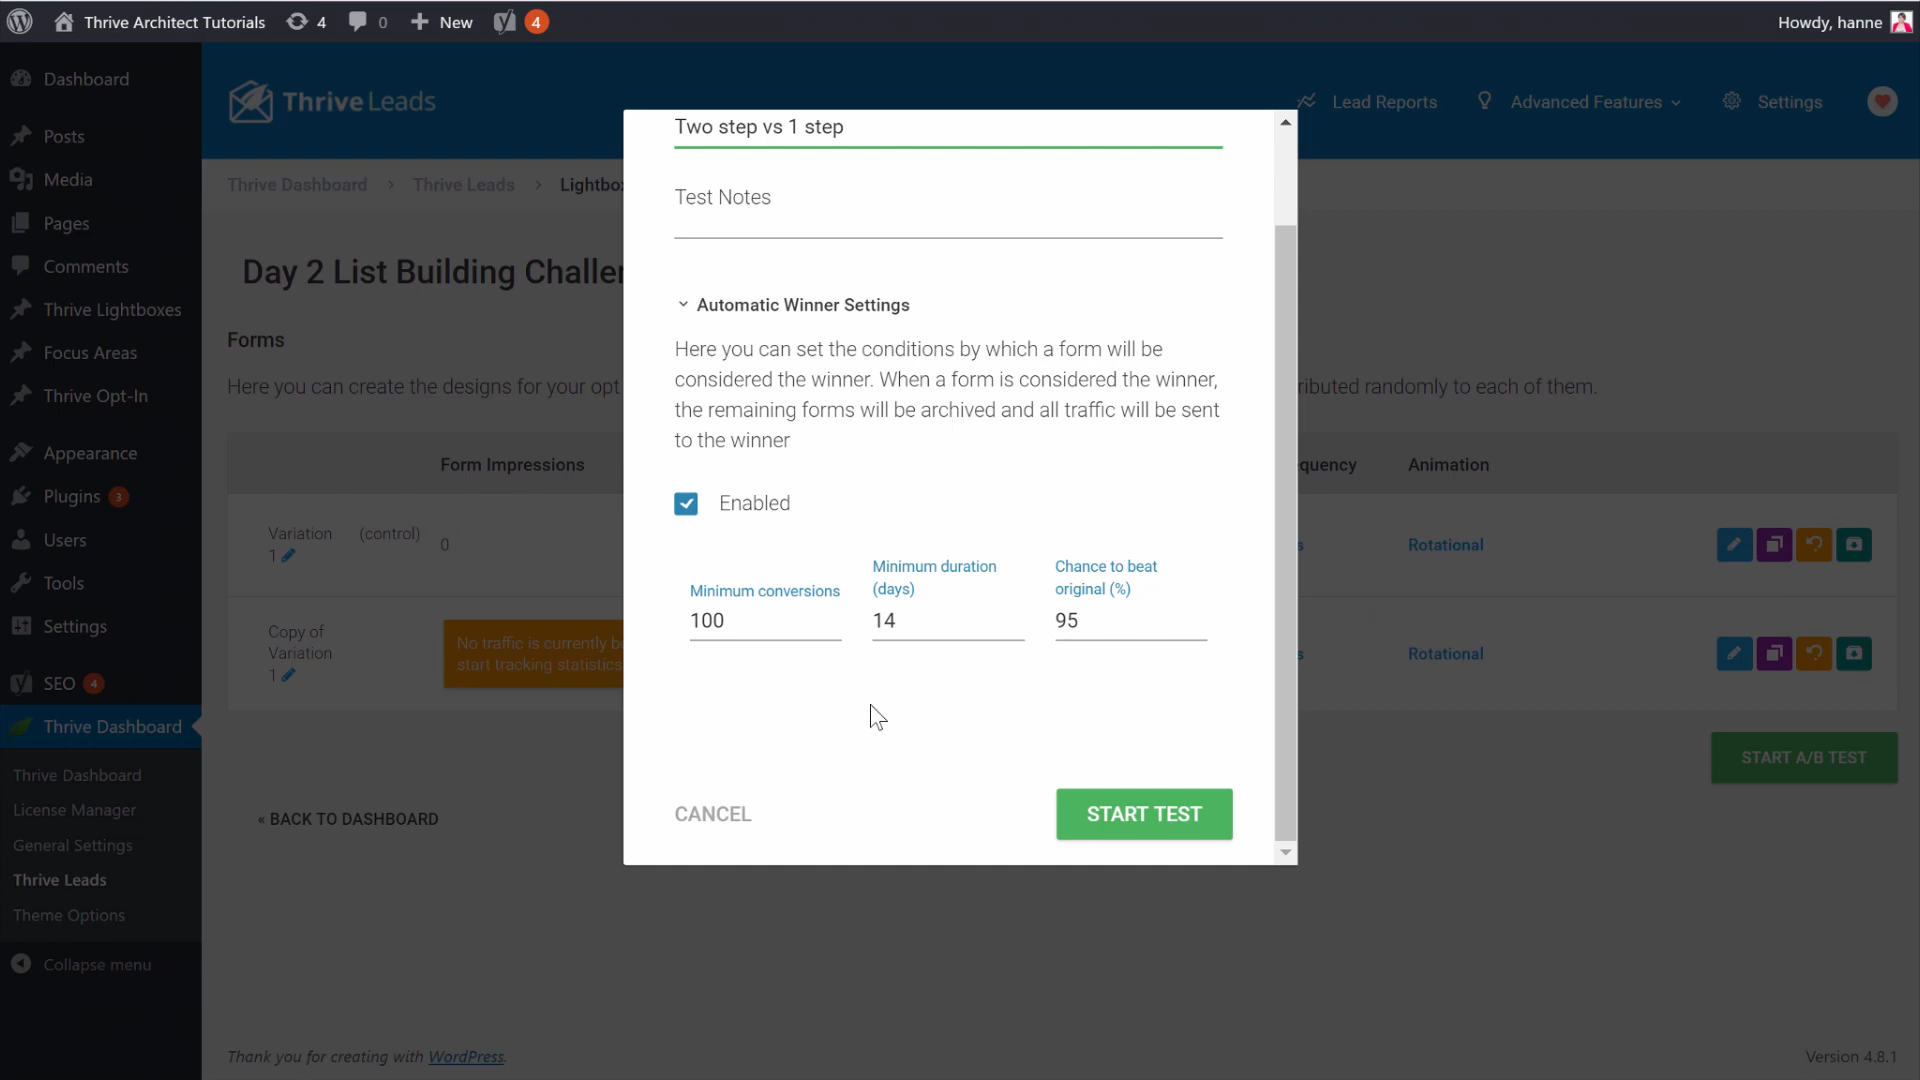 Thrive Architect Tutorials 4 0 New 4 Howdy, hanne
Dashboard
Posts
Media
Pages
Comments
Thrive Lightboxes
Focus Areas
Thrive Opt-In
Appearance
Plugins 3
Users
Tools
Settings
SEO 4
Thrive Dashboard
Thrive Dashboard
License Manager
General Settings
Thrive Leads
Theme Options
Collapse menu
Thrive Leads
Lead Reports Advanced Features Settings
Thrive Dashboard > Thrive Leads > Lightbo
Day 2 List Building Challe
Forms
Here you can create the designs for your opt
ributed randomly to each of them.
Form Impressions
quency Animation
Variation (control) 0
1
s Rotational
Copy of
Variation
1
No traffic is currently b
start tracking statistics
s Rotational
START A/B TEST
« BACK TO DASHBOARD
Two step vs 1 step
Test Notes
Automatic Winner Settings
Here you can set the conditions by which a form will be
considered the winner. When a form is considered the winner,
the remaining forms will be archived and all traffic will be sent
to the winner
Enabled
Minimum conversions
100
Minimum duration
(days)
14
Chance to beat
original (%)
95
CANCEL START TEST
Thank you for creating with WordPress. Version 4.8.1